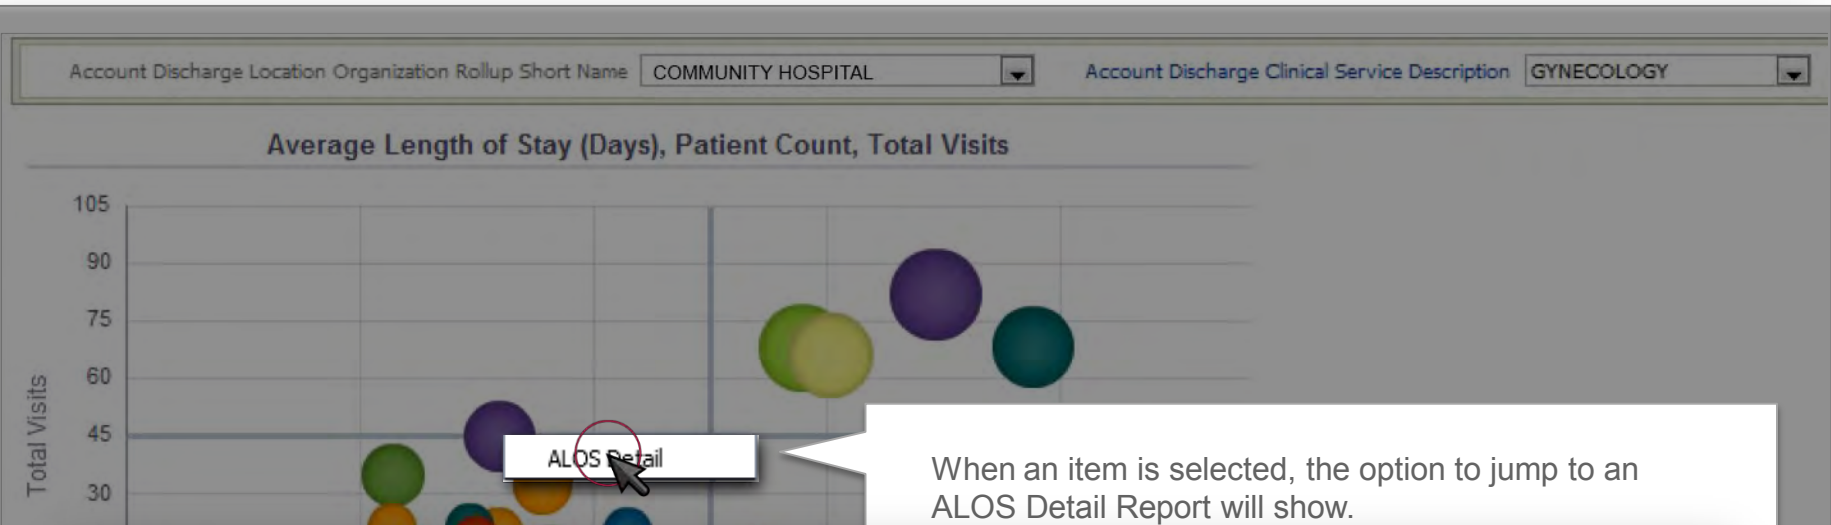 Account Discharge Location Organization Rollup Short Name COMMUNITY HOSPITAL Account Discharge Clinical Service Description GYNECOLOGY
Average Length of Stay (Days), Patient Count, Total Visits
105
90
75
60
45
30
Total Visits
ALOS Detail
When an item is selected, the option to jump to an
ALOS Detail Report will show.